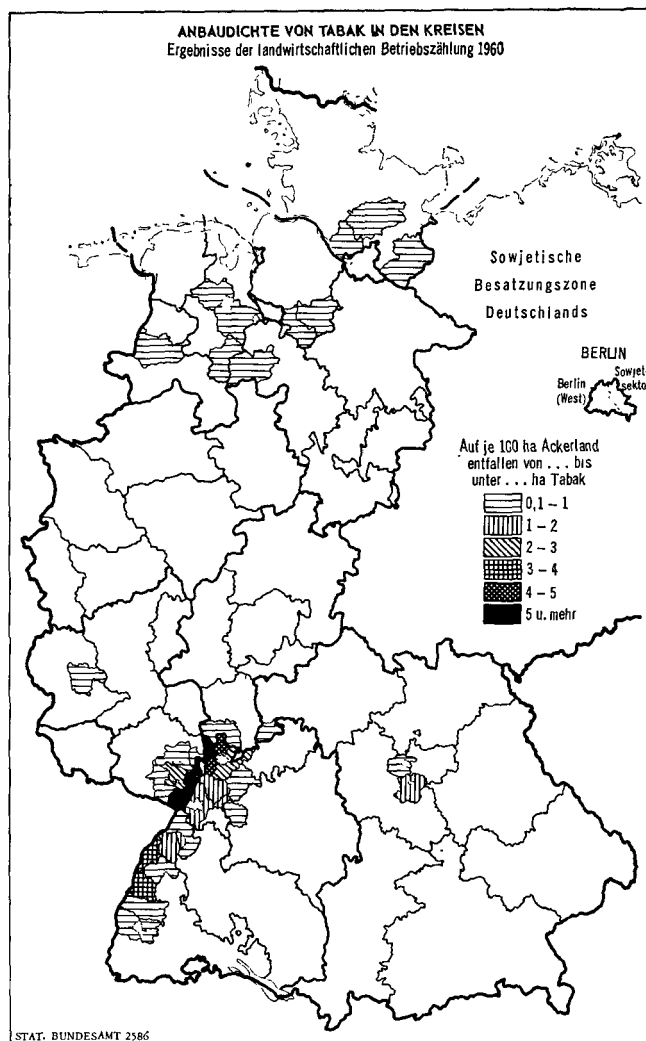 ANBAUDICHTE VON TABAK IN DEN KREISEN
Ergebnisse der landwirtschaftlichen Betriebszählung 1960
Sowjetische
Besatzungszone
Deutschlands
BERLIN
Sowjet-
sektor
Berlin
(West)
Auf je 100 ha Ackerland
entfallen von ... bis
unter ... ha Tabak
0,1 – 1
1 – 2
2 – 3
3 – 4
4 – 5
5 u. mehr
STAT. BUNDESAMT 2586